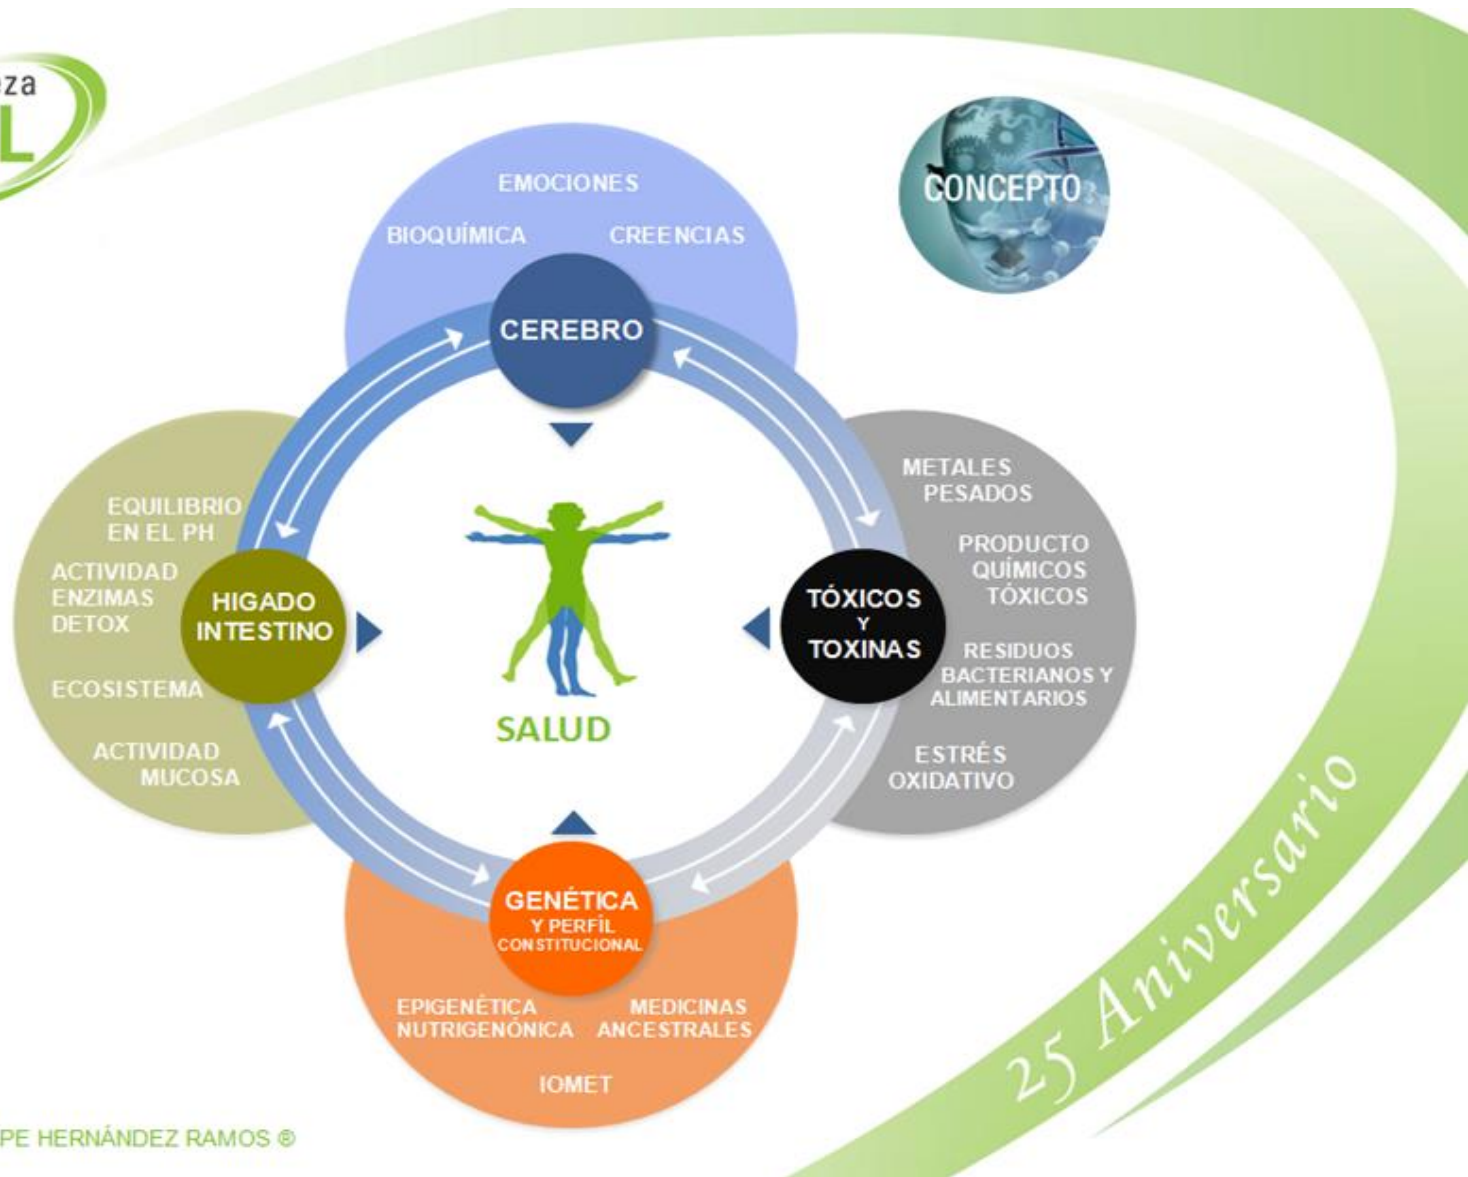 eza
L
CONCEPTO
EMOCIONES
BIOQUÍMICA
CREENCIAS
CEREBRO
EQUILIBRIO
EN EL PH
ACTIVIDAD
ENZIMAS
DETOX
ECOSISTEMA
ACTIVIDAD
MUCOSA
HIGADO
INTESTINO
SALUD
TÓXICOS
Y
TOXINAS
METALES
PESADOS
PRODUCTO
QUÍMICOS
TÓXICOS
RESIDUOS
BACTERIANOS Y
ALIMENTARIOS
ESTRÉS
OXIDATIVO
GENÉTICA
Y PERFÍL
CONSTITUCIONAL
EPIGENÉTICA
NUTRIGENÓNICA
MEDICINAS
ANCESTRALES
IOMET
25 Aniversario
PE HERNÁNDEZ RAMOS ®